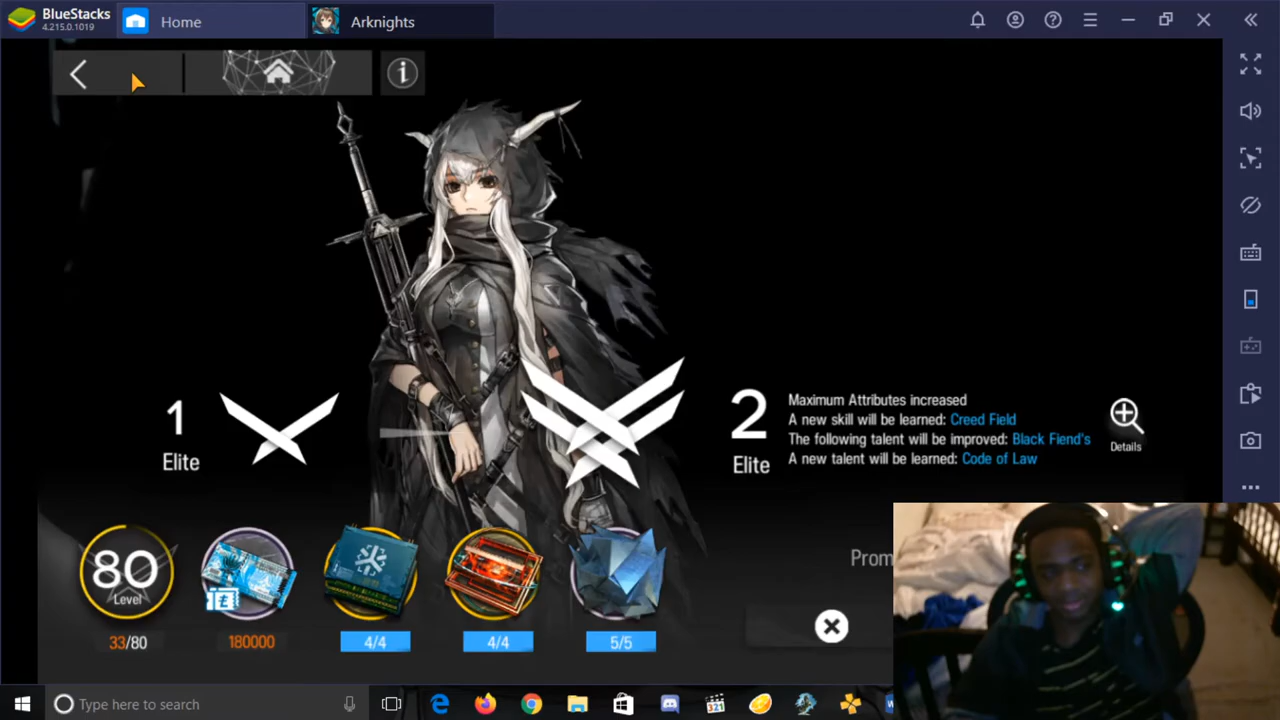 BlueStacks
4.215.0.1019
Home
Arknights
1
Elite
2
Elite
Maximum Attributes increased
A new skill will be learned: Creed Field
The following talent will be improved: Black Fiend's
A new talent will be learned: Code of Law
Details
80
Level
33/80
180000
4/4
4/4
5/5
Prom
Type here to search
321